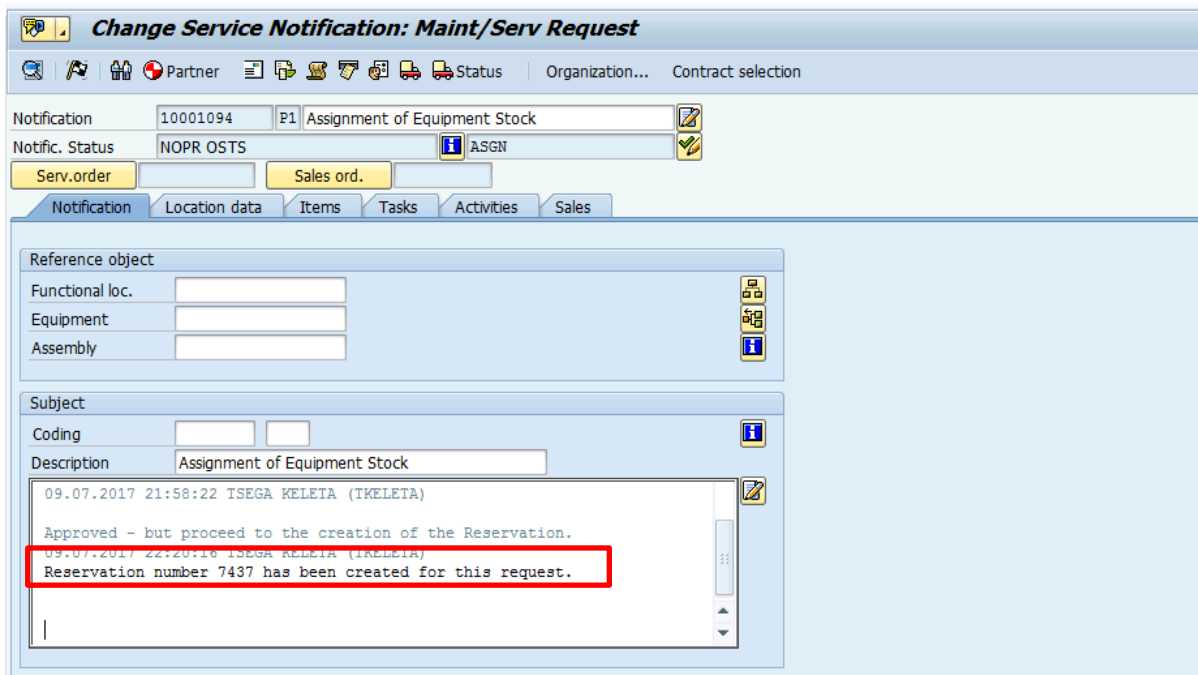 Change Service Notification: Maint/Serv Request
Partner Status Organization... Contract selection
Notification 10001094 P1 Assignment of Equipment Stock
Notific. Status NOPR OSTS ASGN
Serv.order Sales ord.
Notification Location data Items Tasks Activities Sales
Reference object
Functional loc.
Equipment
Assembly
Subject
Coding
Description Assignment of Equipment Stock
09.07.2017 21:58:22 TSEGA KELETA (TKELETA)
Approved - but proceed to the creation of the Reservation.
09.07.2017 22:20:16 TSEGA KELETA (TKELETA)
Reservation number 7437 has been created for this request.